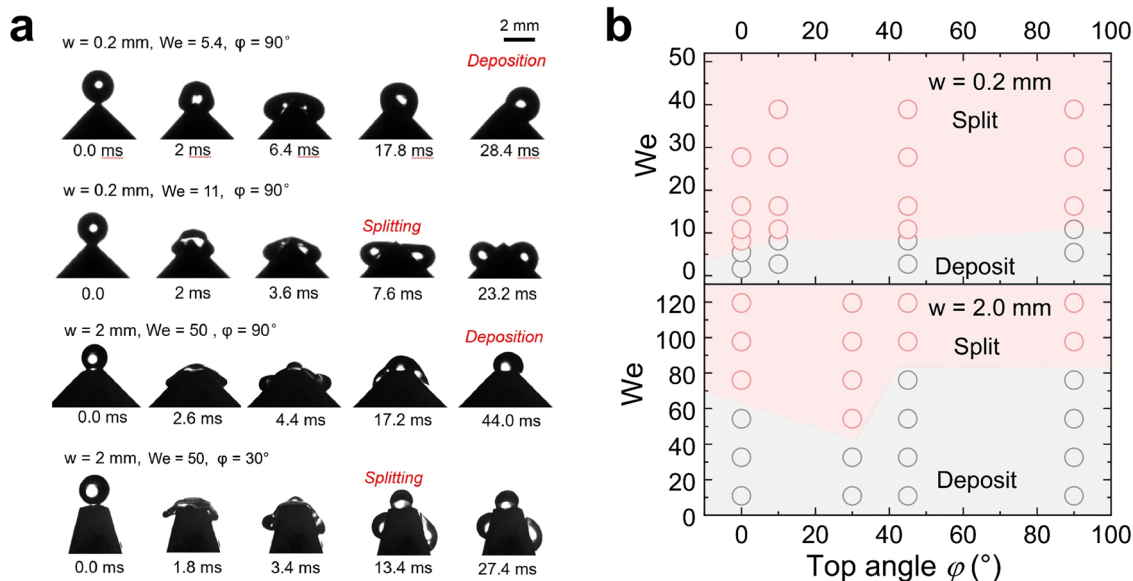 a
2 mm
w = 0.2 mm, We = 5.4, φ = 90°
Deposition
0.0 ms
2 ms
6.4 ms
17.8 ms
28.4 ms
w = 0.2 mm, We = 11, φ = 90°
Splitting
0.0
2 ms
3.6 ms
7.6 ms
23.2 ms
w = 2 mm, We = 50 , φ = 90°
Deposition
0.0 ms
2.6 ms
4.4 ms
17.2 ms
44.0 ms
w = 2 mm, We = 50, φ = 30°
Splitting
0.0 ms
1.8 ms
3.4 ms
13.4 ms
27.4 ms
b
0 20 40 60 80 100
50
40
30
20
10
0
We
w = 0.2 mm
Split
Deposit
120
100
80
60
40
20
0
We
w = 2.0 mm
Split
Deposit
0 20 40 60 80 100
Top angle φ (°)